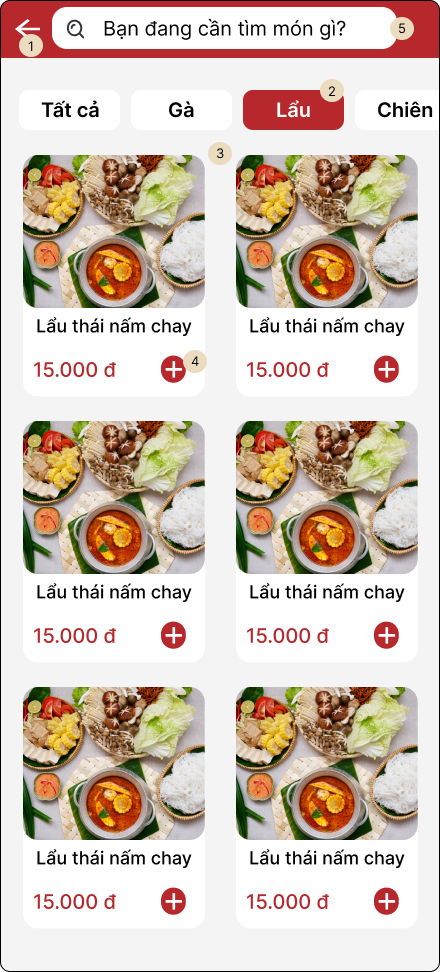 Bạn đang cần tìm món gì? 5
1
2
Tất cả Gà Lẩu Chiên
3
Lẩu thái nấm chay Lẩu thái nấm chay
4
15.000 đ 15.000 đ
Lẩu thái nấm chay Lẩu thái nấm chay
15.000 đ 15.000 đ
Lẩu thái nấm chay Lẩu thái nấm chay
15.000 đ 15.000 đ